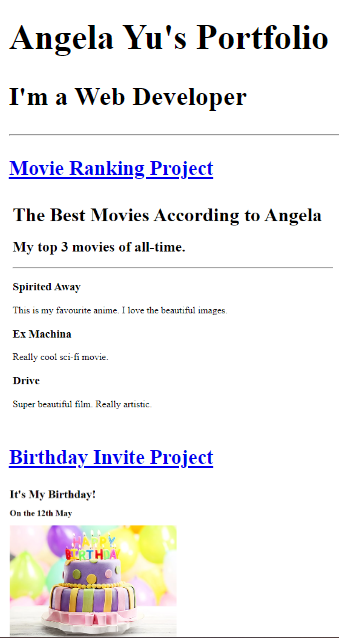 Angela Yu's Portfolio
I'm a Web Developer
Movie Ranking Project
The Best Movies According to Angela
My top 3 movies of all-time.
Spirited Away
This is my favourite anime. I love the beautiful images.
Ex Machina
Really cool sci-fi movie.
Drive
Super beautiful film. Really artistic.
Birthday Invite Project
It's My Birthday!
On the 12th May
HAPPY
BIRTHDAY